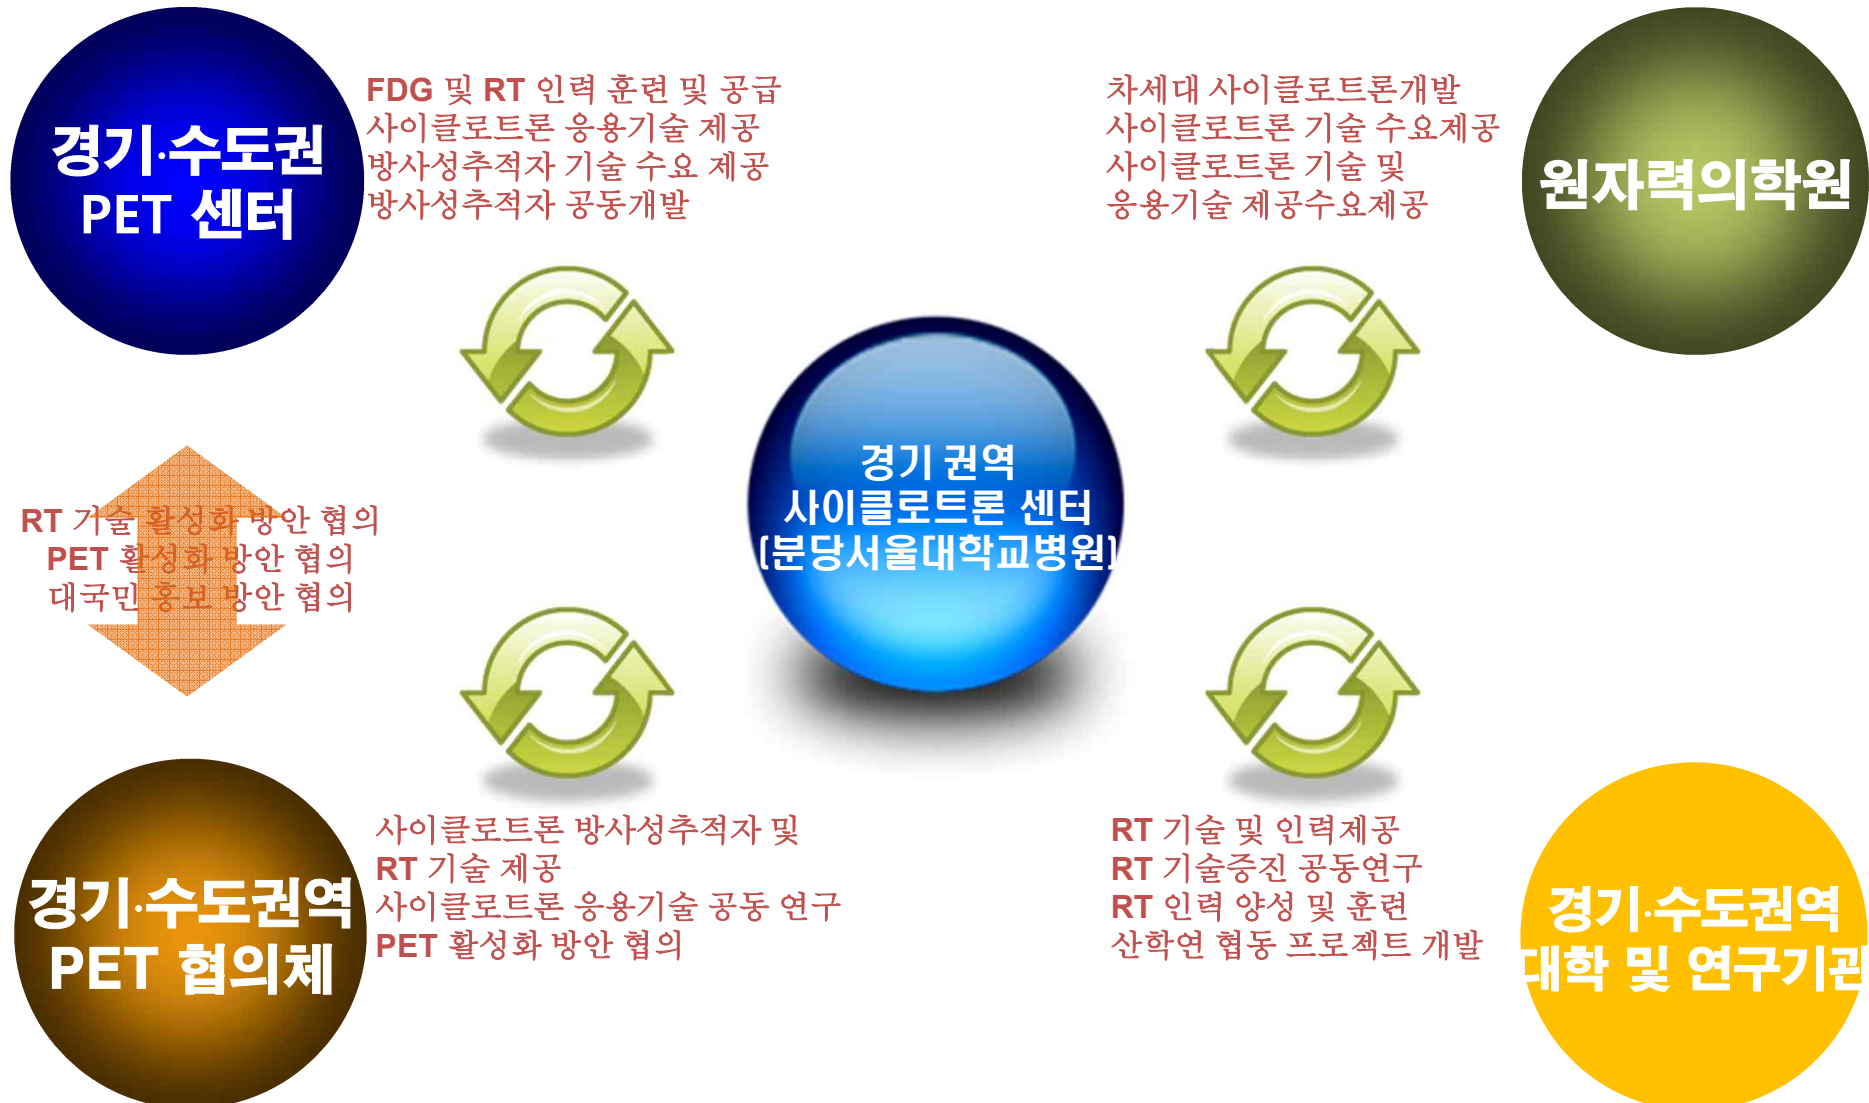 경기·수도권
PET 센터
FDG 및 RT 인력 훈련 및 공급
사이클로트론 응용기술 제공
방사성추적자 기술 수요 제공
방사성추적자 공동개발
차세대 사이클로트론개발
사이클로트론 기술 수요제공
사이클로트론 기술 및
응용기술 제공수요제공
원자력의학원
경기 권역
사이클로트론 센터
(분당서울대학교병원)
RT 기술 활성화 방안 협의
PET 활성화 방안 협의
대국민 홍보 방안 협의
경기·수도권역
PET 협의체
사이클로트론 방사성추적자 및
RT 기술 제공
사이클로트론 응용기술 공동 연구
PET 활성화 방안 협의
RT 기술 및 인력제공
RT 기술증진 공동연구
RT 인력 양성 및 훈련
산학연 협동 프로젝트 개발
경기·수도권역
대학 및 연구기관